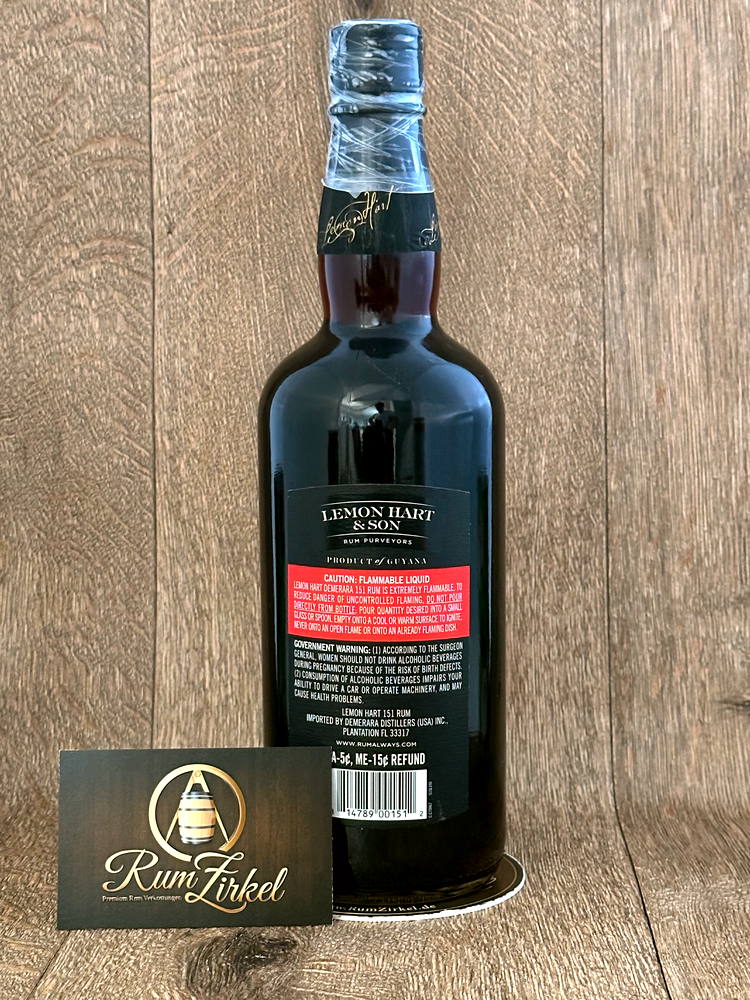 Lemon Hart
LEMON HART
& SON
RUM PURVEYORS
PRODUCT of GUYANA
CAUTION: FLAMMABLE LIQUID
LEMON HART DEMERARA 151 RUM IS EXTREMELY FLAMMABLE. TO
REDUCE DANGER OF UNCONTROLLED FLAMING, DO NOT POUR
DIRECTLY FROM BOTTLE. POUR QUANTITY DESIRED INTO A SMALL
GLASS OR SPOON. EMPTY ONTO A COOL OR WARM SURFACE TO IGNITE.
NEVER ONTO AN OPEN FLAME OR ONTO AN ALREADY FLAMING DISH.
GOVERNMENT WARNING: (1) ACCORDING TO THE SURGEON
GENERAL, WOMEN SHOULD NOT DRINK ALCOHOLIC BEVERAGES
DURING PREGNANCY BECAUSE OF THE RISK OF BIRTH DEFECTS.
(2) CONSUMPTION OF ALCOHOLIC BEVERAGES IMPAIRS YOUR
ABILITY TO DRIVE A CAR OR OPERATE MACHINERY, AND MAY
CAUSE HEALTH PROBLEMS.
LEMON HART 151 RUM
IMPORTED BY DEMERARA DISTILLERS (USA) INC.,
PLANTATION FL 33317
WWW.RUMALWAYS.COM
A-5¢, ME-15¢ REFUND
14789 00151 2
Rum Zirkel
Premium Rum Verkostungen
RumZirkel.de